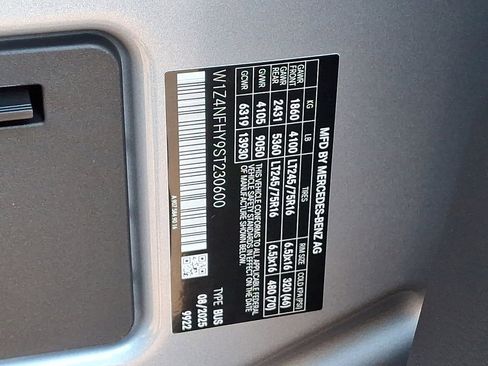 MFD BY MERCEDES-BENZ AG
KG LB TIRES RIM SIZE COLD KPA (PSI)
GAWR FRONT 1860 4100 LT245/75R16 6.5Jx16 320 (46)
GAWR REAR 2431 5360 LT245/75R16 6.5Jx16 480 (70)
GVWR 4105 9050
GCWR 6319 13930
THIS VEHICLE CONFORMS TO ALL APPLICABLE FEDERAL
VEHICLE SAFETY STANDARDS IN EFFECT ON THE DATE
OF MANUFACTURE SHOWN ABOVE.
W1Z4NFHY9ST230600
TYPE BUS
08/2025
9922